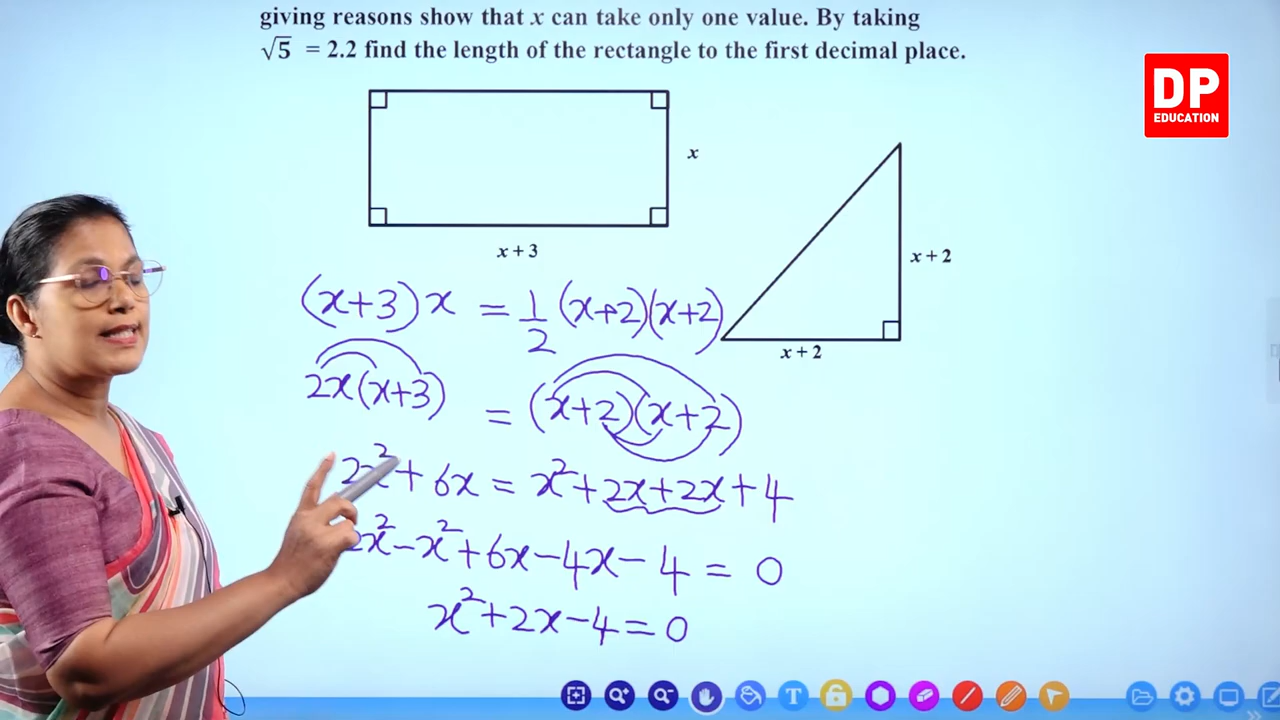 giving reasons show that x can take only one value. By taking
√5 = 2.2 find the length of the rectangle to the first decimal place.
DP
EDUCATION
x
x + 3
x + 2
x + 2
(x+3)x = 1/2 (x+2)(x+2)
2x(x+3) = (x+2)(x+2)
2x²+ 6x = x²+2x+2x+4
2x²-x²+6x-4x-4 = 0
x²+2x-4=0
T